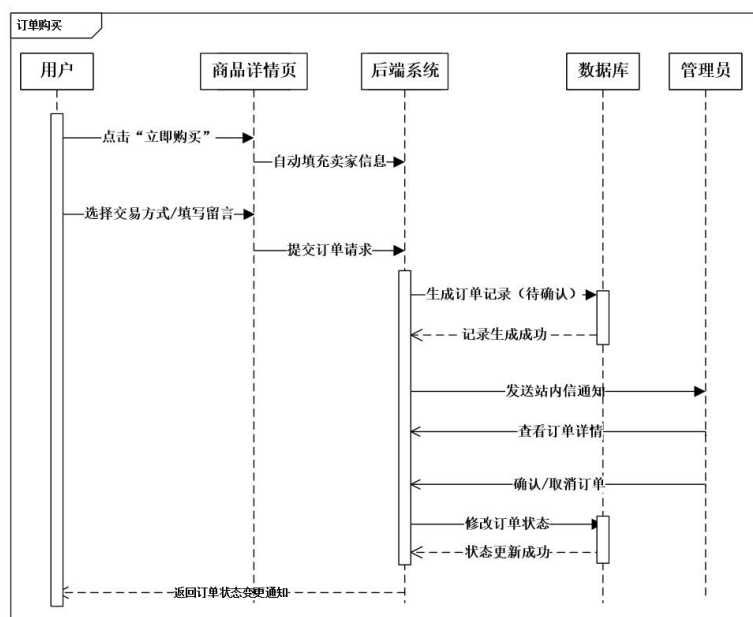 订单购买
用户
商品详情页
后端系统
数据库
管理员
点击“立即购买”
自动填充卖家信息
选择交易方式/填写留言
提交订单请求
生成订单记录（待确认）
记录生成成功
发送站内信通知
查看订单详情
确认/取消订单
修改订单状态
状态更新成功
返回订单状态变更通知